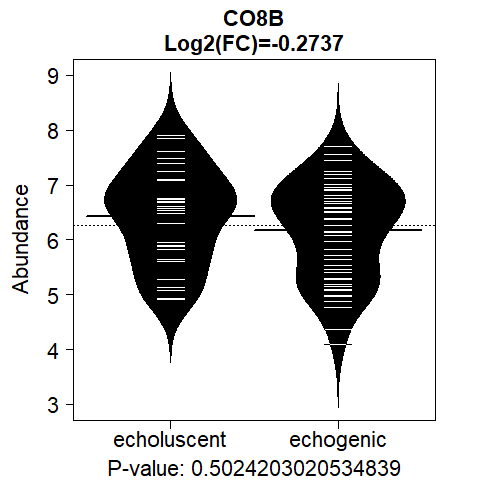 CO8B
Log2(FC)=-0.2737
Abundance
9
8
7
6
5
4
3
echoluscent echogenic
P-value: 0.5024203020534839